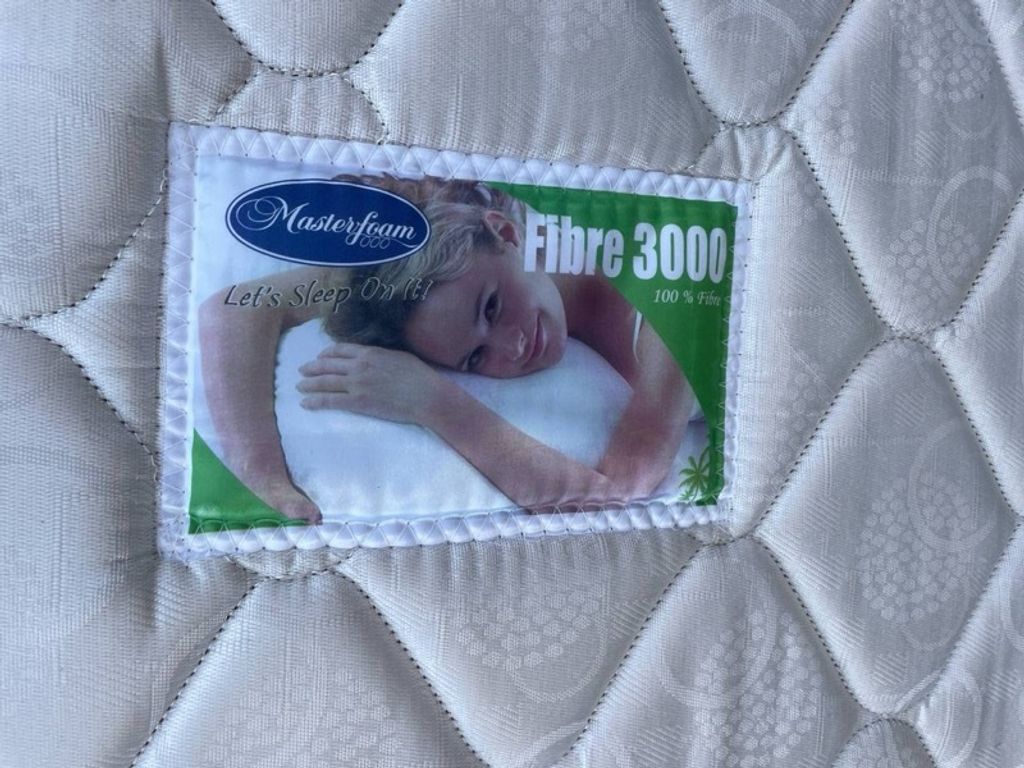 Masterfoam
Let's Sleep On It!
Fibre 3000
100 % Fibre